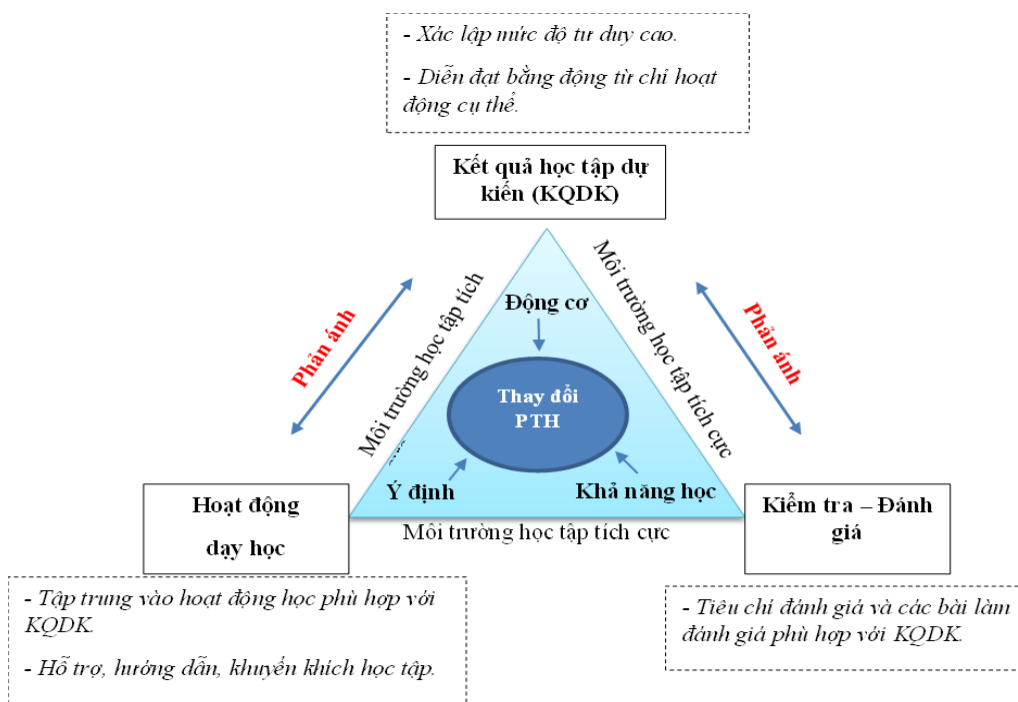 - Xác lập mức độ tư duy cao.
- Diễn đạt bằng động từ chỉ hoạt
động cụ thể.
Kết quả học tập dự
kiến (KQDK)
Phản ánh
Môi trường học tập tích
Động cơ
Môi trường học tập tích cực
Phản ánh
Thay đổi
PTH
Ý định
Khả năng học
Môi trường học tập tích cực
Hoạt động
dạy học
Kiểm tra – Đánh
giá
- Tập trung vào hoạt động học phù hợp với
KQDK.
- Hỗ trợ, hướng dẫn, khuyến khích học tập.
- Tiêu chí đánh giá và các bài làm
đánh giá phù hợp với KQDK.